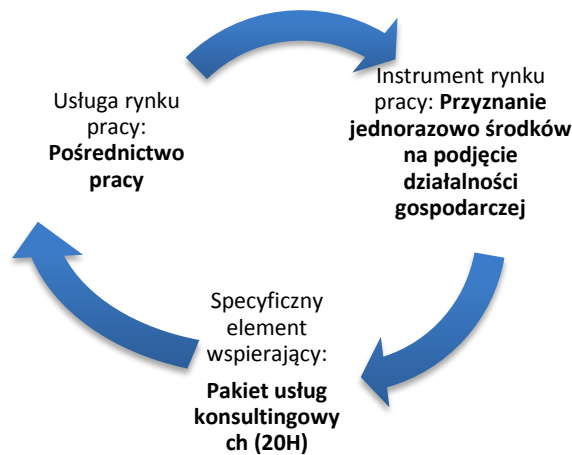 Usługa rynku
pracy:
Pośrednictwo
pracy
Instrument rynku
pracy: Przyznanie
jednorazowo środków
na podjęcie
działalności
gospodarczej
Specyficzny
element
wspierający:
Pakiet usług
konsultingowy
ch (20H)